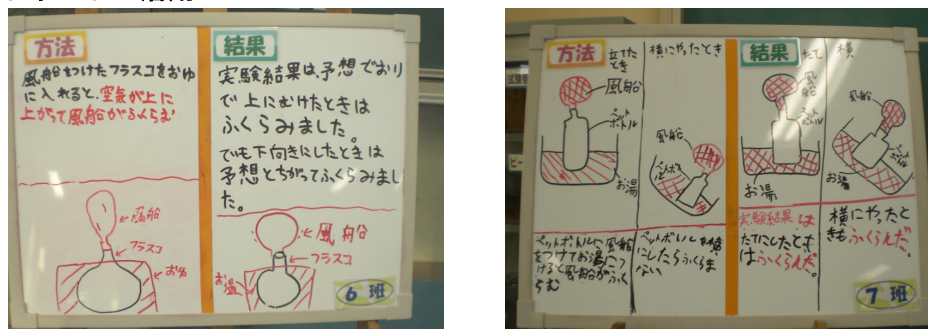 方法
風船をつけたフラスコをおゆ
に入れると、空気が上に
上がって風船がふくらむ
風船
フラスコ
おゆ
結果
実験結果は、予想どおり
で上にむけたときは
ふくらみました。
でも下向きにしたときは
予想とちがってふくらみまし
た。
風船
フラスコ
お湯
6班
方法
立てた
とき
横にやったとき
風船
ペット
ボトル
お湯
風船
ペットボトル
ペットボトルに風船
をつけてお湯につ
けると風船がふく
らむ
ペットボトルを横
にしたらふくらま
ない
結果
たて
横
風船
ペット
ボトル
お湯
風船
ペット
ボトル
お湯
実験結果は
たてにしたとき
はふくらんだ。
横にやったと
きもふくらんだ。
7班